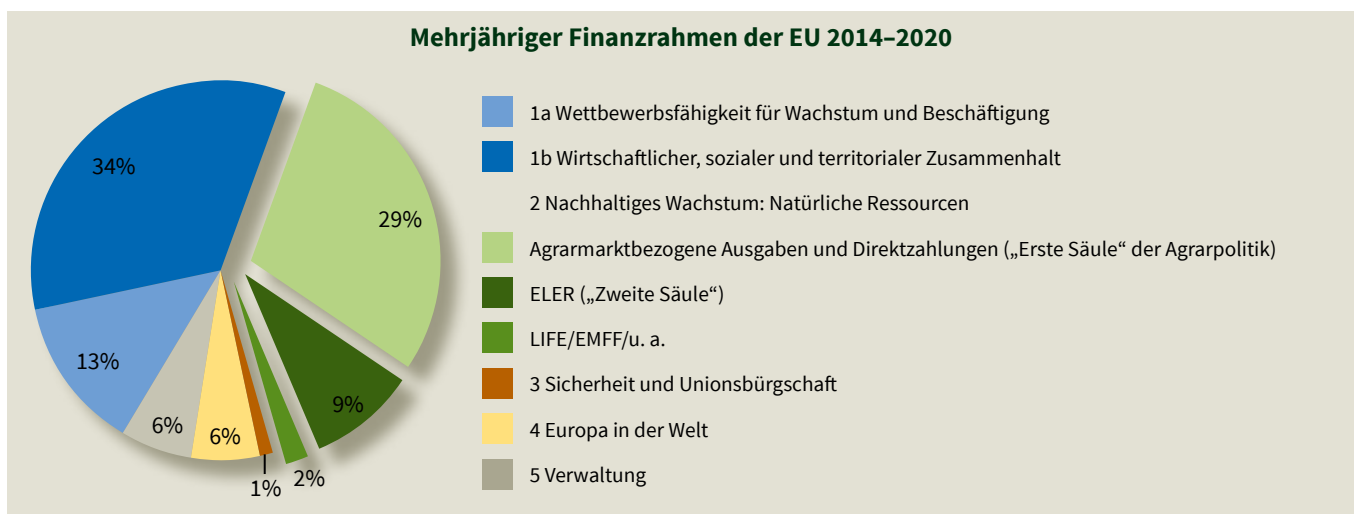 Mehrjähriger Finanzrahmen der EU 2014–2020
34%
29%
13%
6%
6%
1%
2%
9%
1a Wettbewerbsfähigkeit für Wachstum und Beschäftigung
1b Wirtschaftlicher, sozialer und territorialer Zusammenhalt
2 Nachhaltiges Wachstum: Natürliche Ressourcen
Agrarmarktbezogene Ausgaben und Direktzahlungen („Erste Säule“ der Agrarpolitik)
ELER („Zweite Säule“)
LIFE/EMFF/u. a.
3 Sicherheit und Unionsbürgschaft
4 Europa in der Welt
5 Verwaltung